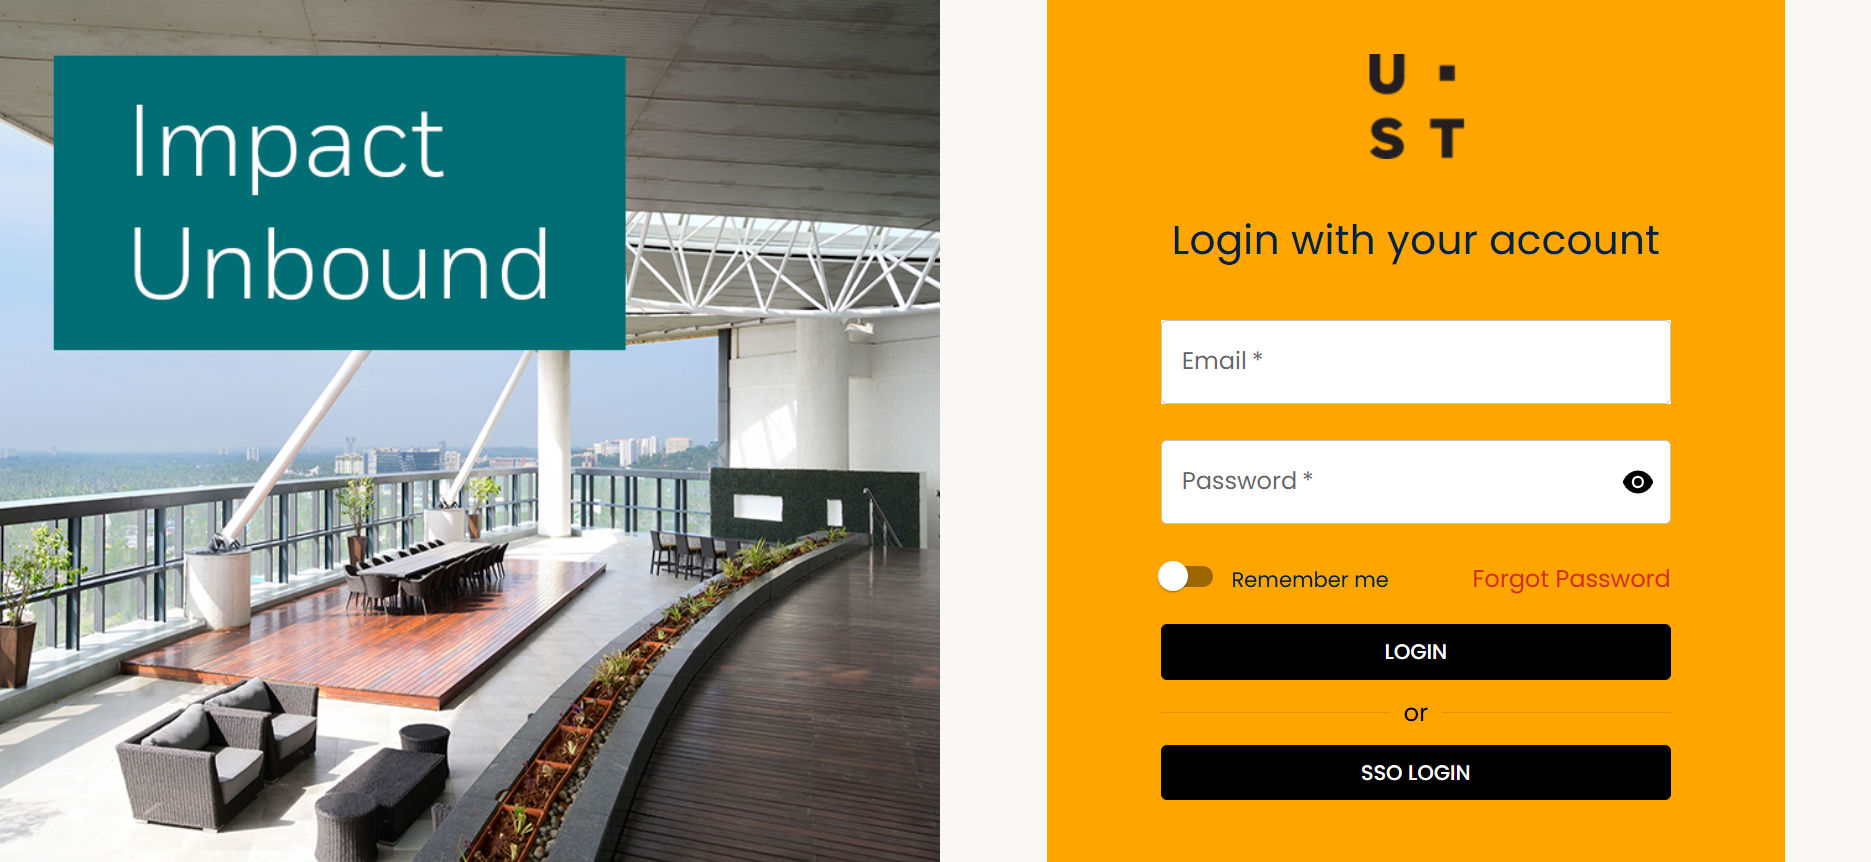 Impact
Unbound
U ·
S T
Login with your account
Email *
Password *
Remember me
Forgot Password
LOGIN
or
SSO LOGIN